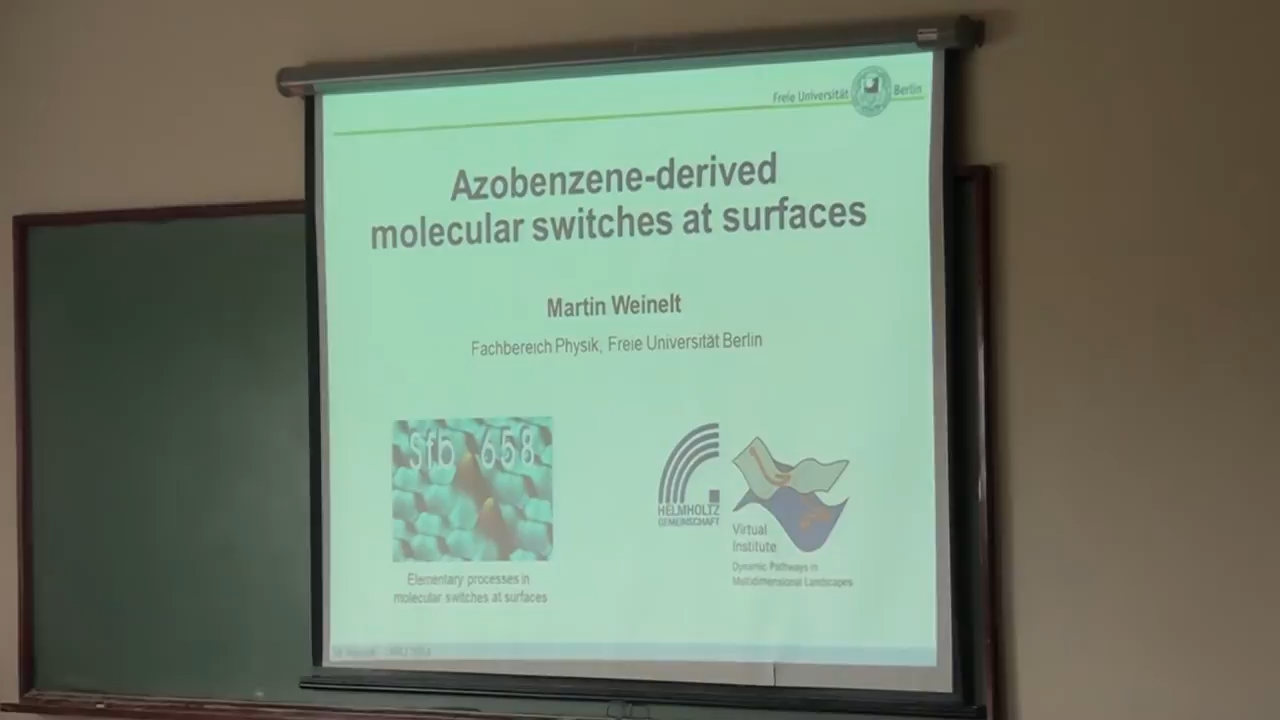 Freie Universität Berlin
Azobenzene-derived
molecular switches at surfaces
Martin Weinelt
Fachbereich Physik, Freie Universität Berlin
Sfb 658
Elementary processes in
molecular switches at surfaces
HELMHOLTZ
GEMEINSCHAFT
Virtual
Institute
Dynamic Pathways in
Multidimensional Landscapes